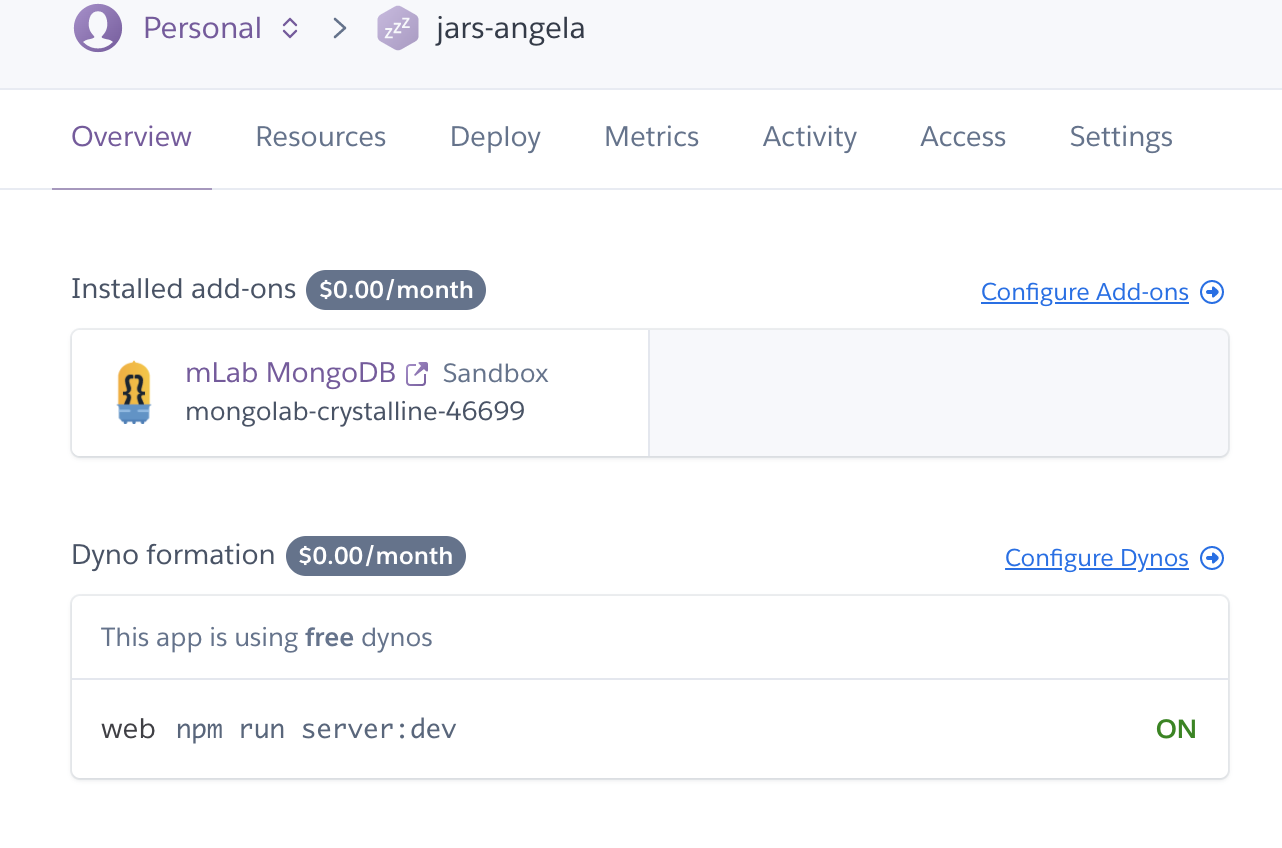 Personal zzz jars-angela
Overview Resources Deploy Metrics Activity Access Settings
Installed add-ons $0.00/month Configure Add-ons
mLab MongoDB Sandbox
mongolab-crystalline-46699
Dyno formation $0.00/month Configure Dynos
This app is using free dynos
web npm run server:dev ON